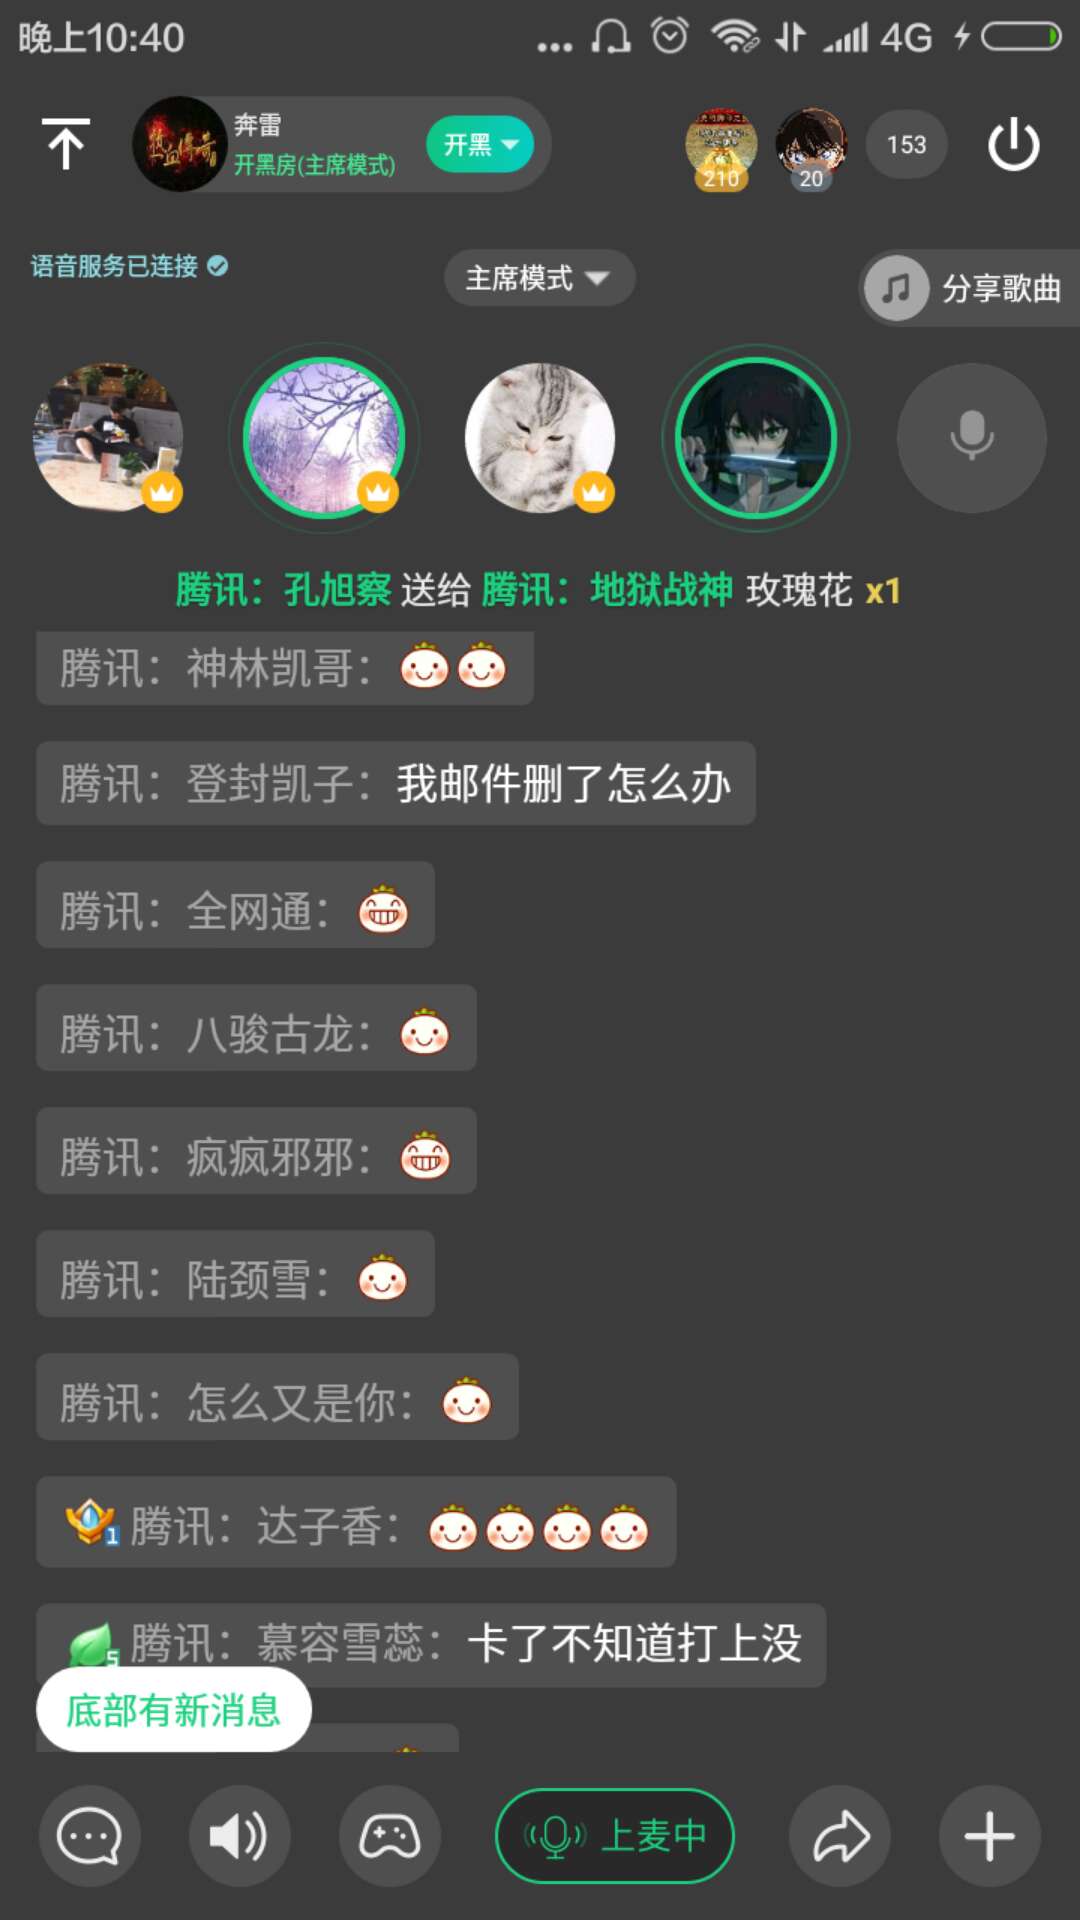 晚上10:40
4G
奔雷
开黑房(主席模式)
开黑
210
20
153
语音服务已连接
主席模式
分享歌曲
腾讯：孔旭察 送给 腾讯：地狱战神 玫瑰花 x1
腾讯：神林凯哥：
腾讯：登封凯子：我邮件删了怎么办
腾讯：全网通：
腾讯：八骏古龙：
腾讯：疯疯邪邪：
腾讯：陆颈雪：
腾讯：怎么又是你：
1 腾讯：达子香：
5 腾讯：慕容雪蕊：卡了不知道打上没
底部有新消息
上麦中